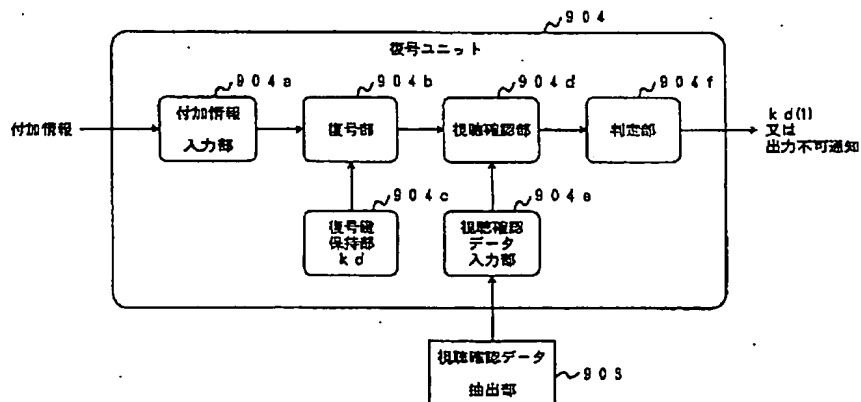 904
復号ユニット
904a
904b
904d
904f
付加情報
付加情報
入力部
復号部
視聴確認部
判定部
kd(1)
又は
出力不可通知
904c
904e
復号鍵
保持部
kd
視聴確認
データ
入力部
視聴確認データ
抽出部
903